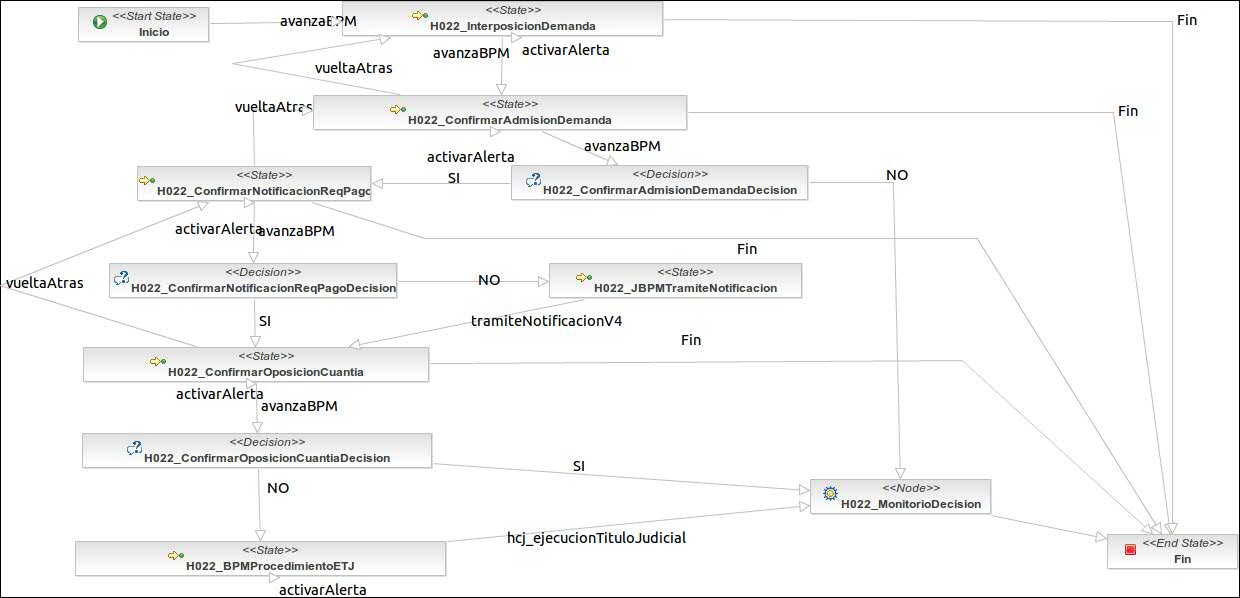 <<Start State>>
Inicio
avanzaBPM
<<State>>
H022_InterposicionDemanda
Fin
avanzaBPM
activarAlerta
vueltaAtras
vueltaAtras
<<State>>
H022_ConfirmarAdmisionDemanda
Fin
activarAlerta
avanzaBPM
<<State>>
H022_ConfirmarNotificacionReqPago
SI
<<Decision>>
H022_ConfirmarAdmisionDemandaDecision
NO
activarAlerta
avanzaBPM
Fin
vueltaAtras
<<Decision>>
H022_ConfirmarNotificacionReqPagoDecision
NO
<<State>>
H022_JBPMTramiteNotificacion
SI
tramiteNotificacionV4
Fin
<<State>>
H022_ConfirmarOposicionCuantia
activarAlerta
avanzaBPM
<<Decision>>
H022_ConfirmarOposicionCuantiaDecision
SI
NO
<<Node>>
H022_MonitorioDecision
hcj_ejecucionTituloJudicial
<<State>>
H022_BPMProcedimientoETJ
activarAlerta
<<End State>>
Fin